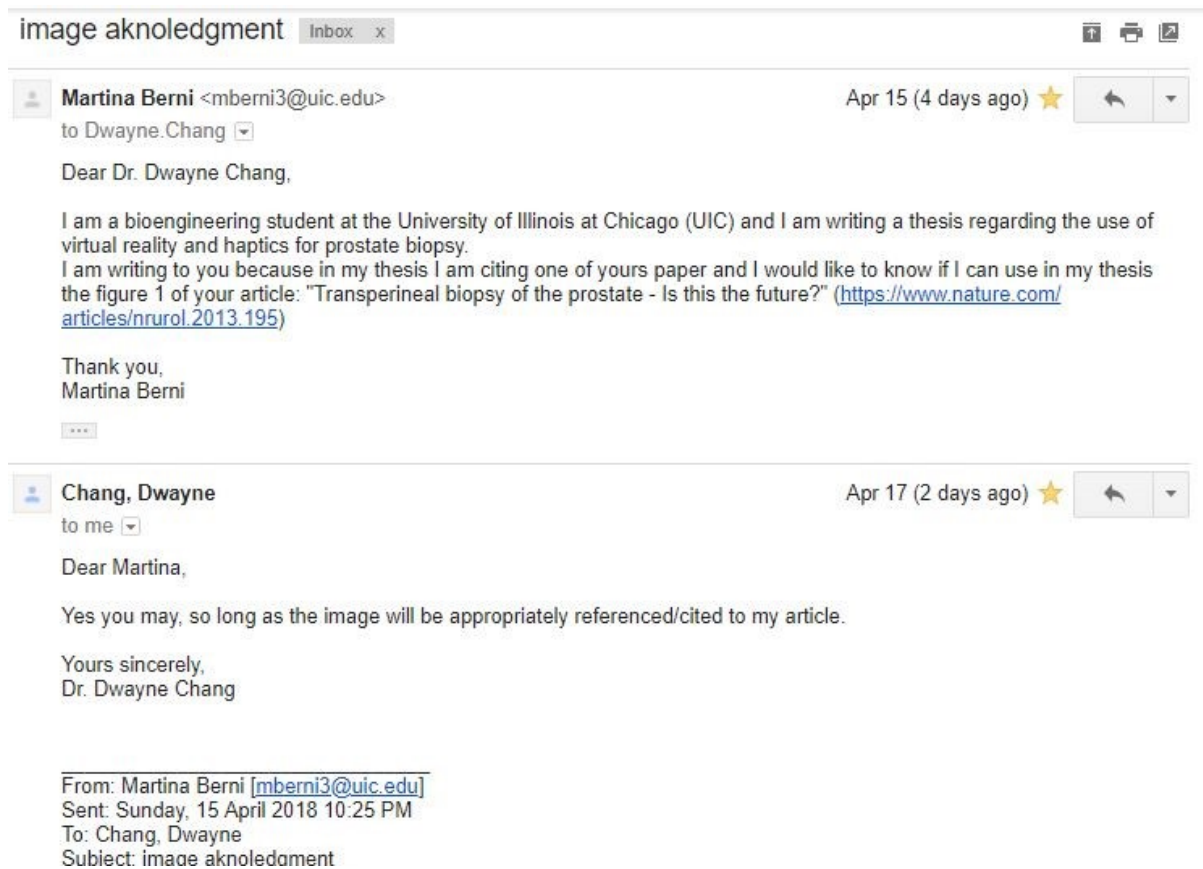 image aknoledgment Inbox x
Martina Berni <mberni3@uic.edu> Apr 15 (4 days ago)
to Dwayne.Chang
Dear Dr. Dwayne Chang,
I am a bioengineering student at the University of Illinois at Chicago (UIC) and I am writing a thesis regarding the use of
virtual reality and haptics for prostate biopsy.
I am writing to you because in my thesis I am citing one of yours paper and I would like to know if I can use in my thesis
the figure 1 of your article: "Transperineal biopsy of the prostate - Is this the future?" (https://www.nature.com/
articles/nrurol.2013.195)
Thank you,
Martina Berni
...
Chang, Dwayne Apr 17 (2 days ago)
to me
Dear Martina,
Yes you may, so long as the image will be appropriately referenced/cited to my article.
Yours sincerely,
Dr. Dwayne Chang
From: Martina Berni [mberni3@uic.edu]
Sent: Sunday, 15 April 2018 10:25 PM
To: Chang, Dwayne
Subject: image aknoledgment